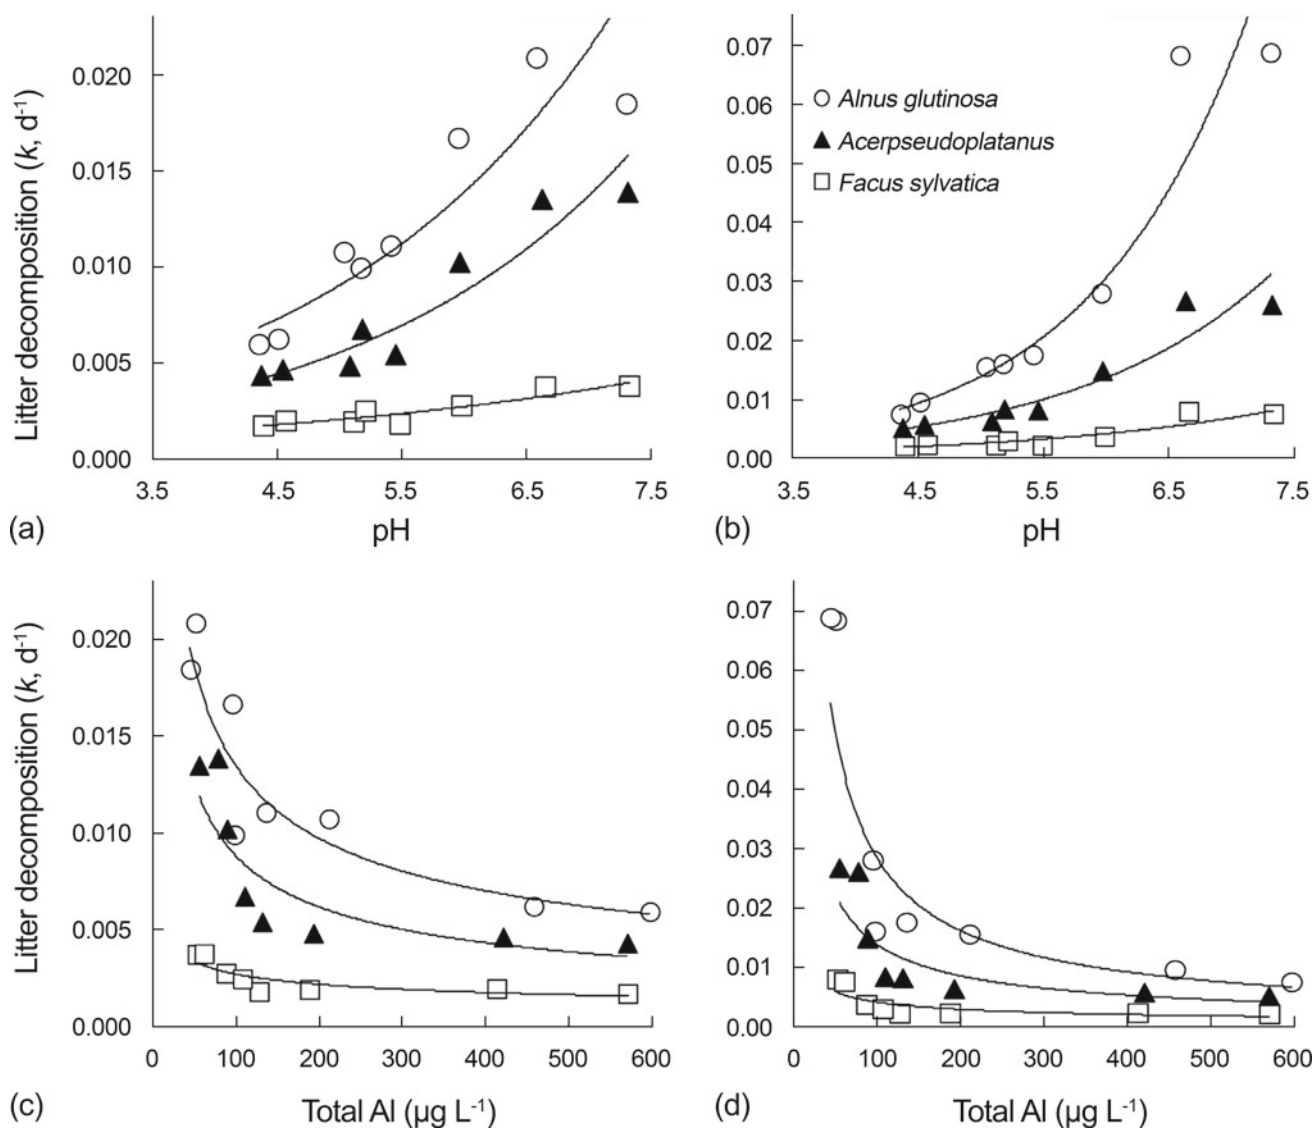 Litter decomposition (k, d⁻¹)
0.020
0.015
0.010
0.005
0.000
3.5 4.5 5.5 6.5 7.5
(a) pH
0.07
0.06
0.05
0.04
0.03
0.02
0.01
0.00
Alnus glutinosa
Acerpseudoplatanus
Facus sylvatica
3.5 4.5 5.5 6.5 7.5
(b) pH
Litter decomposition (k, d⁻¹)
0.020
0.015
0.010
0.005
0.000
0 100 200 300 400 500 600
(c) Total Al (µg L⁻¹)
0.07
0.06
0.05
0.04
0.03
0.02
0.01
0.00
0 100 200 300 400 500 600
(d) Total Al (µg L⁻¹)